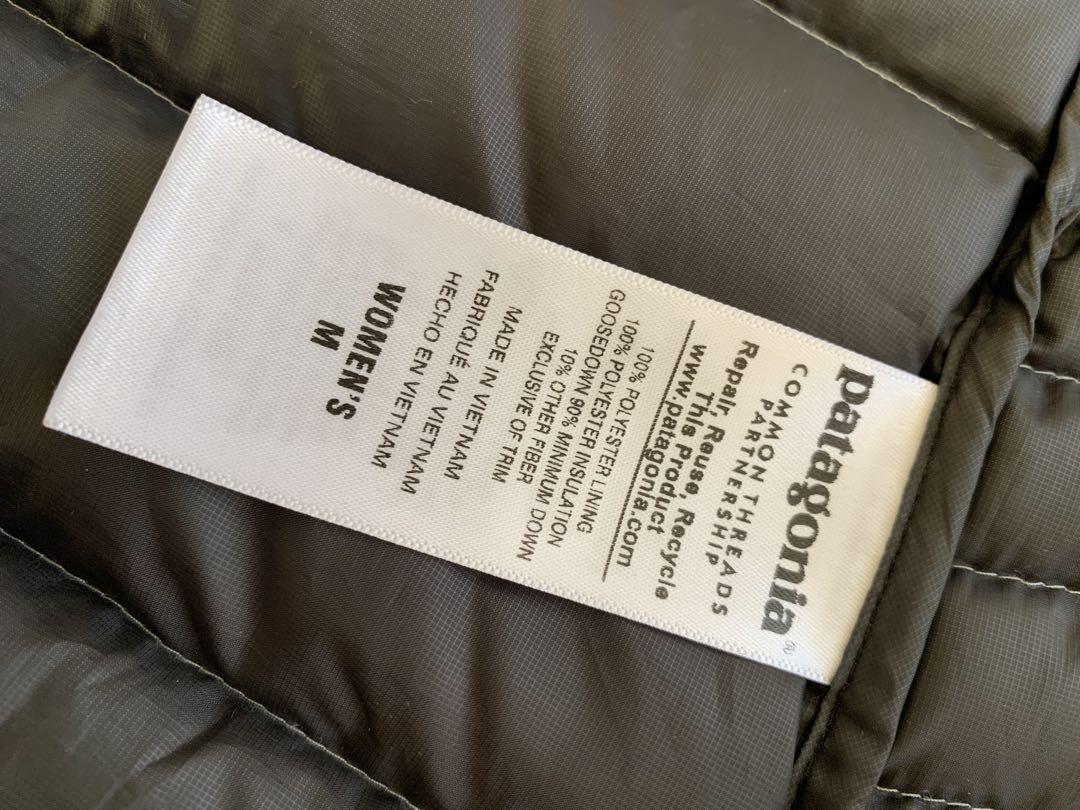 patagonia®
COMMON THREADS
PARTNERSHIP
Repair, Reuse, Recycle
This Product
www.patagonia.com
100% POLYESTER LINING
100% POLYESTER INSULATION
GOOSEDOWN 90% MINIMUM DOWN
10% OTHER FIBER
EXCLUSIVE OF TRIM
MADE IN VIETNAM
FABRIQUÉ AU VIETNAM
HECHO EN VIETNAM
WOMEN'S
M